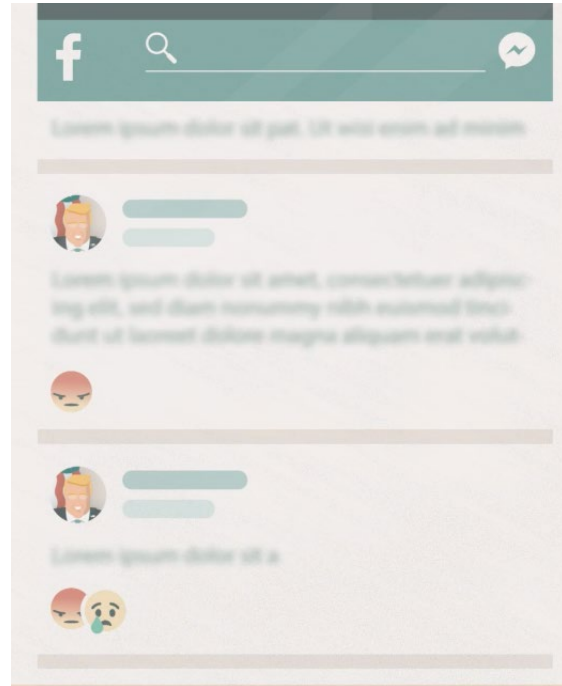 f
Lorem ipsum dolor sit pat. Ut wisi enim ad minim
Lorem ipsum dolor sit amet, consectetuer adipisc-
ing elit, sed diam nonummy nibh euismod tinci-
dunt ut laoreet dolore magna aliquam erat volut-
Lorem ipsum dolor sit a